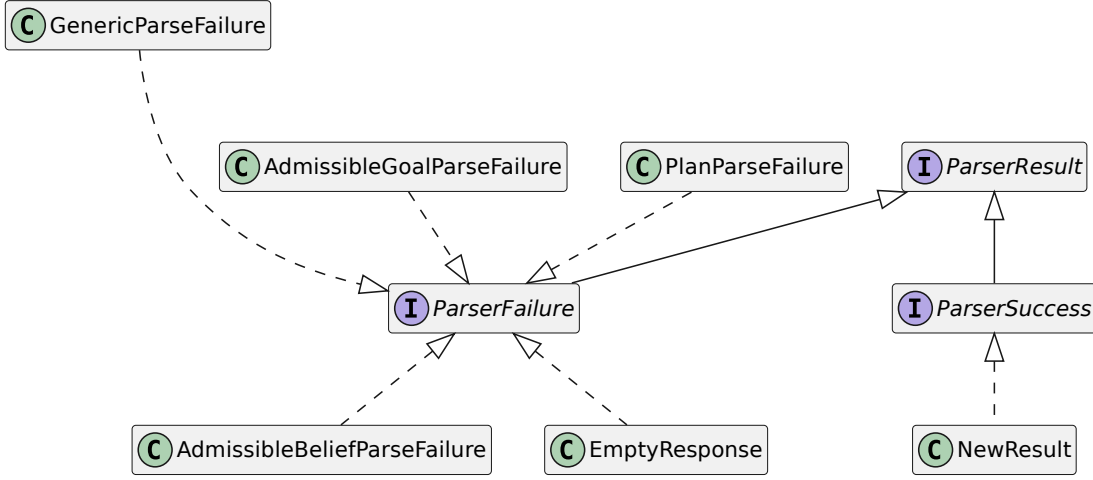 C GenericParseFailure
C AdmissibleGoalParseFailure
C PlanParseFailure
I ParserResult
I ParserFailure
I ParserSuccess
C AdmissibleBeliefParseFailure
C EmptyResponse
C NewResult